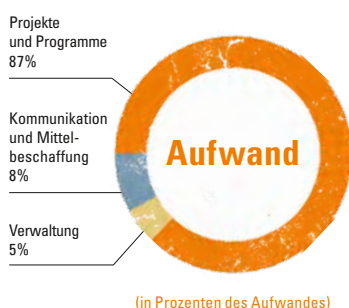 Projekte
und Programme
87%
Kommunikation
und Mittel-
beschaffung
8%
Verwaltung
5%
Aufwand
(in Prozenten des Aufwandes)